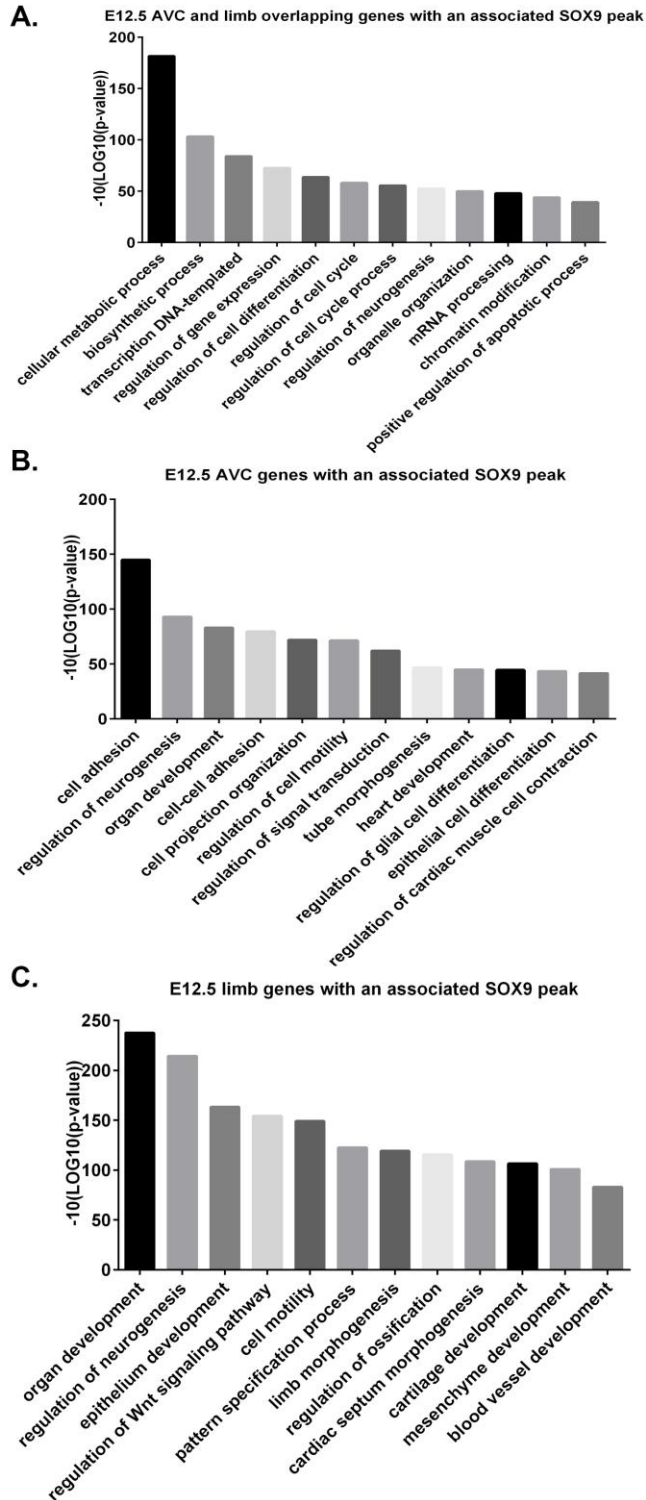 A.
E12.5 AVC and limb overlapping genes with an associated SOX9 peak
-10(LOG10(p-value))
200
150
100
50
0
cellular metabolic process
biosynthetic process
transcription DNA-templated
regulation of gene expression
regulation of cell differentiation
regulation of cell cycle
regulation of cell cycle process
regulation of neurogenesis
organelle organization
mRNA processing
chromatin modification
positive regulation of apoptotic process
B.
E12.5 AVC genes with an associated SOX9 peak
-10(LOG10(p-value))
200
150
100
50
0
cell adhesion
regulation of neurogenesis
organ development
cell-cell adhesion
cell projection organization
regulation of cell motility
regulation of signal transduction
tube morphogenesis
heart development
regulation of glial cell differentiation
epithelial cell differentiation
regulation of cardiac muscle cell contraction
C.
E12.5 limb genes with an associated SOX9 peak
-10(LOG10(p-value))
250
200
150
100
50
0
organ development
regulation of neurogenesis
epithelium development
regulation of Wnt signaling pathway
cell motility
pattern specification process
limb morphogenesis
regulation of ossification
cardiac septum morphogenesis
cartilage development
mesenchyme development
blood vessel development